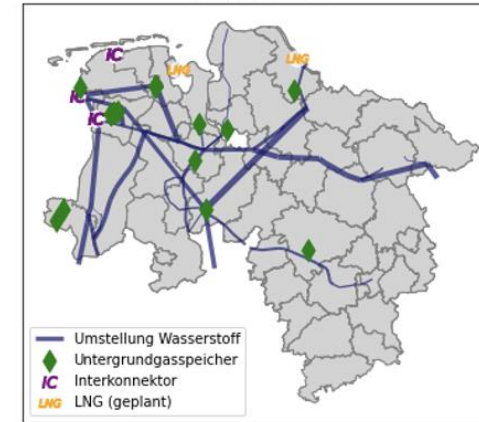 IC
LNG
LNG
IC
IC
Umstellung Wasserstoff
Untergrundgasspeicher
IC Interkonnektor
LNG LNG (geplant)